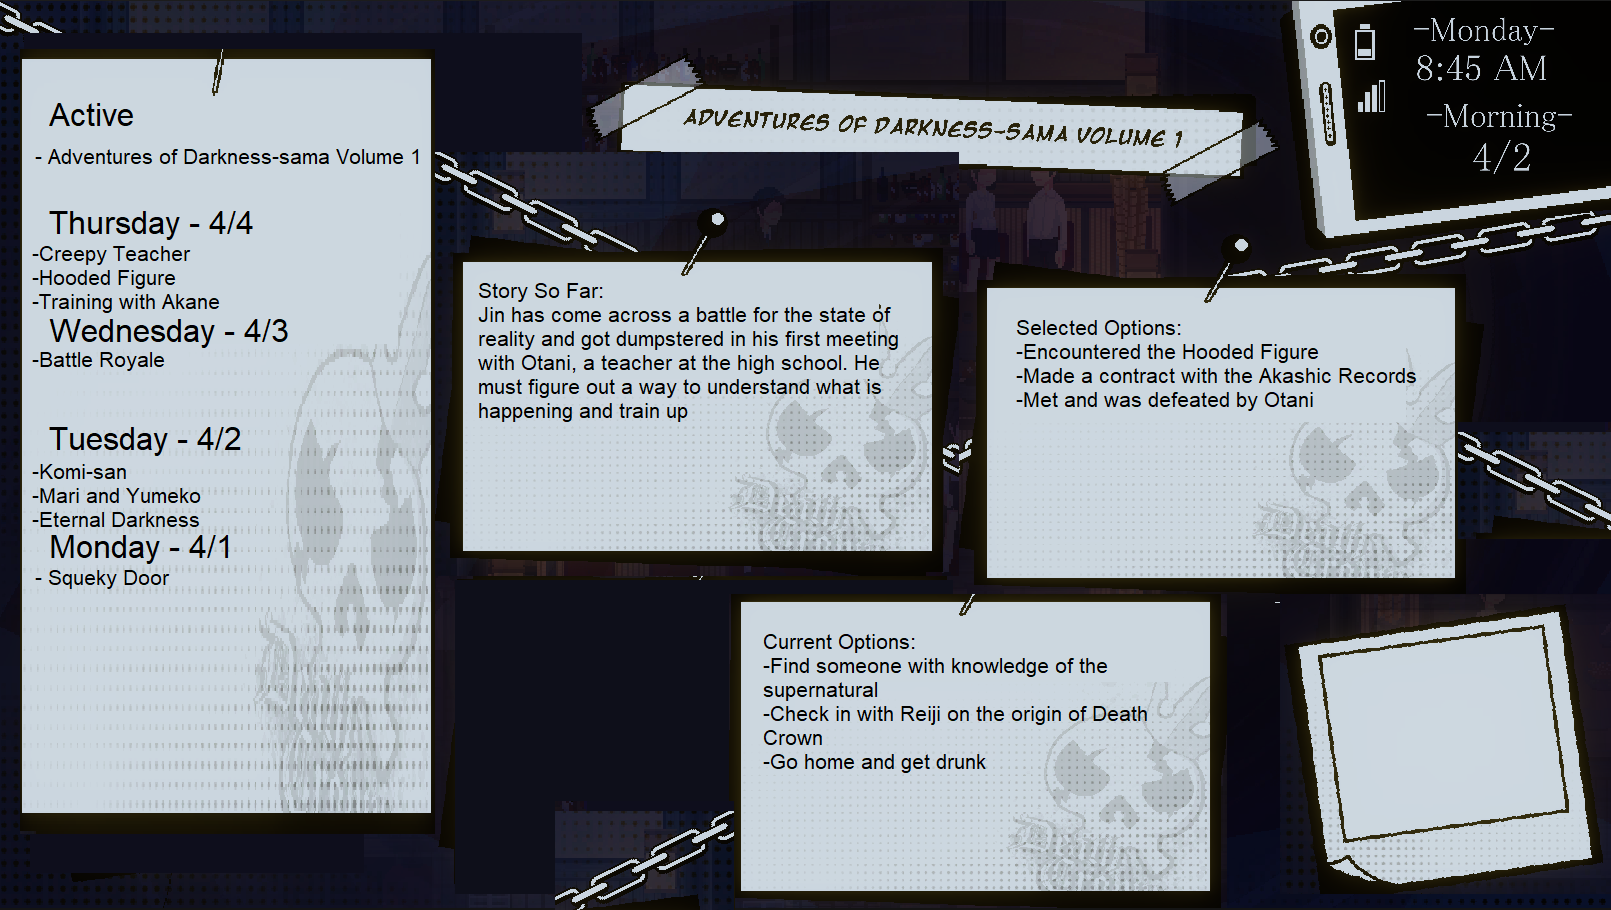 Active
- Adventures of Darkness-sama Volume 1
Thursday - 4/4
-Creepy Teacher
-Hooded Figure
-Training with Akane
Wednesday - 4/3
-Battle Royale
Tuesday - 4/2
-Komi-san
-Mari and Yumeko
-Eternal Darkness
Monday - 4/1
- Squeky Door
ADVENTURES OF DARKNESS-SAMA VOLUME 1
-Monday-
8:45 AM
-Morning-
4/2
Story So Far:
Jin has come across a battle for the state of
reality and got dumpstered in his first meeting
with Otani, a teacher at the high school. He
must figure out a way to understand what is
happening and train up
Selected Options:
-Encountered the Hooded Figure
-Made a contract with the Akashic Records
-Met and was defeated by Otani
Current Options:
-Find someone with knowledge of the
supernatural
-Check in with Reiji on the origin of Death
Crown
-Go home and get drunk